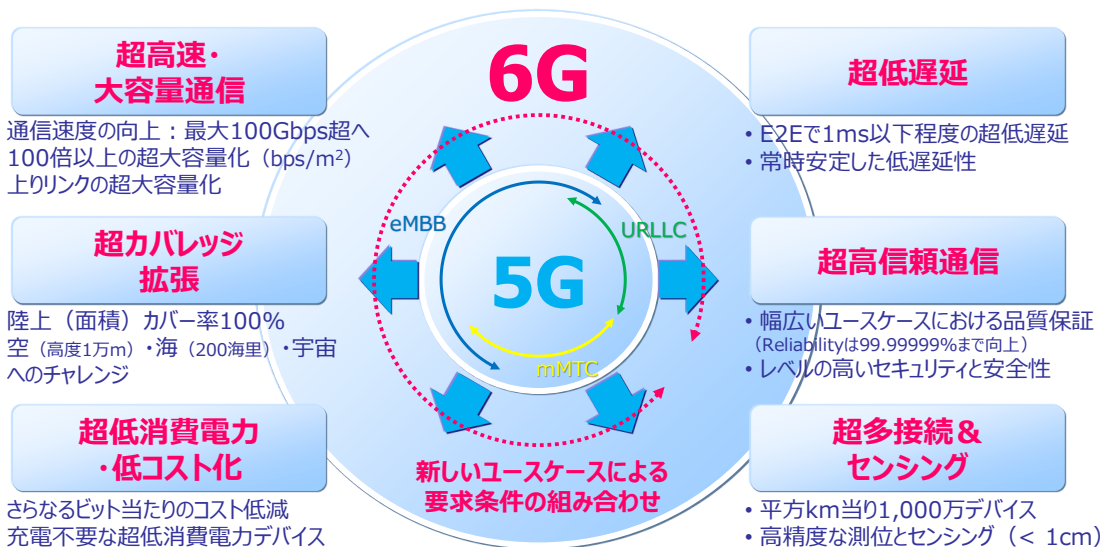 超高速・
大容量通信
通信速度の向上：最大100Gbps超へ
100倍以上の超大容量化（bps/m²）
上りリンクの超大容量化
超カバレッジ
拡張
陸上（面積）カバー率100%
空（高度1万m）・海（200海里）・宇宙
へのチャレンジ
超低消費電力
・低コスト化
さらなるビット当たりのコスト低減
充電不要な超低消費電力デバイス
6G
eMBB
URLLC
5G
mMTC
新しいユースケースによる
要求条件の組み合わせ
超低遅延
• E2Eで1ms以下程度の超低遅延
• 常時安定した低遅延性
超高信頼通信
• 幅広いユースケースにおける品質保証
（Reliabilityは99.99999%まで向上）
• レベルの高いセキュリティと安全性
超多接続＆
センシング
• 平方km当り1,000万デバイス
• 高精度な測位とセンシング（< 1cm）